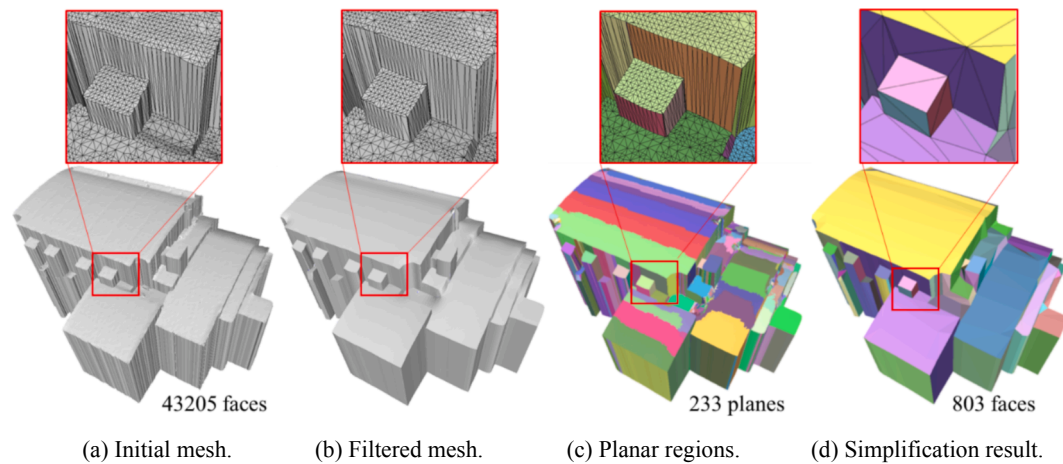 43205 faces
233 planes
803 faces
(a) Initial mesh.
(b) Filtered mesh.
(c) Planar regions.
(d) Simplification result.